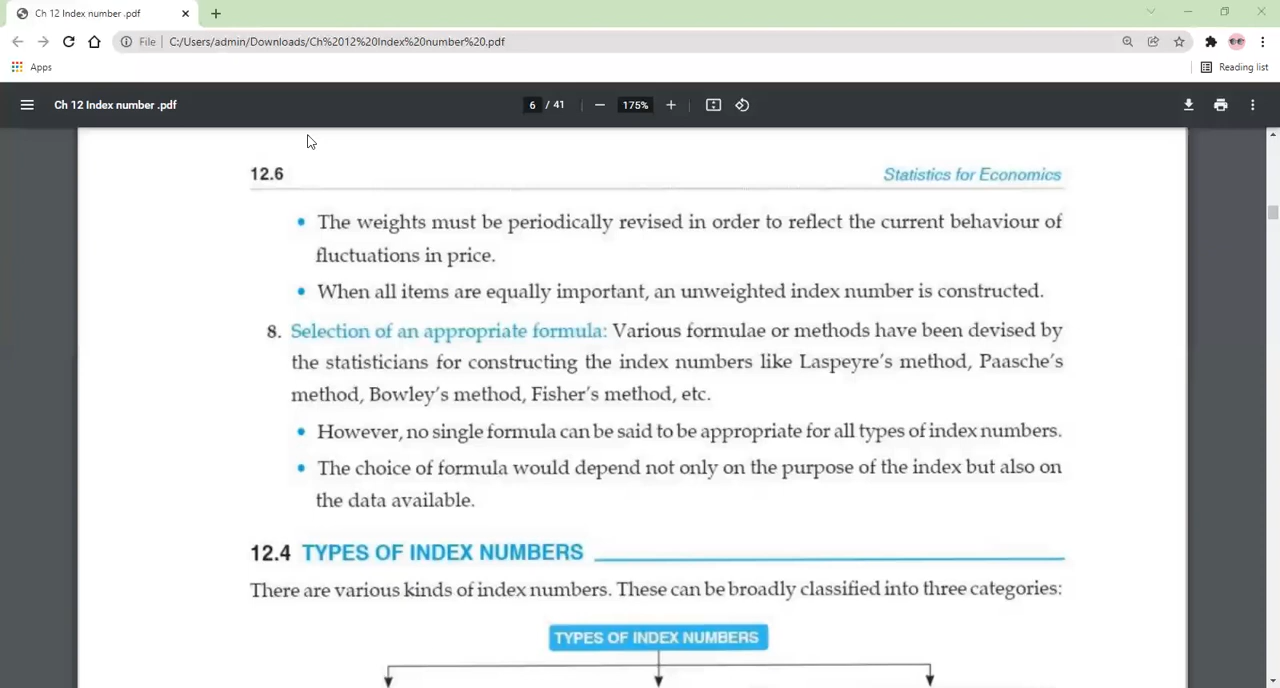 Ch 12 Index number .pdf
File
C:/Users/admin/Downloads/Ch%2012%20Index%20number%20.pdf
Apps
Reading list
Ch 12 Index number .pdf
6 / 41
175%
12.6
Statistics for Economics
• The weights must be periodically revised in order to reflect the current behaviour of
fluctuations in price.
• When all items are equally important, an unweighted index number is constructed.
8. Selection of an appropriate formula: Various formulae or methods have been devised by
the statisticians for constructing the index numbers like Laspeyre's method, Paasche's
method, Bowley's method, Fisher's method, etc.
• However, no single formula can be said to be appropriate for all types of index numbers.
• The choice of formula would depend not only on the purpose of the index but also on
the data available.
12.4 TYPES OF INDEX NUMBERS
There are various kinds of index numbers. These can be broadly classified into three categories:
TYPES OF INDEX NUMBERS